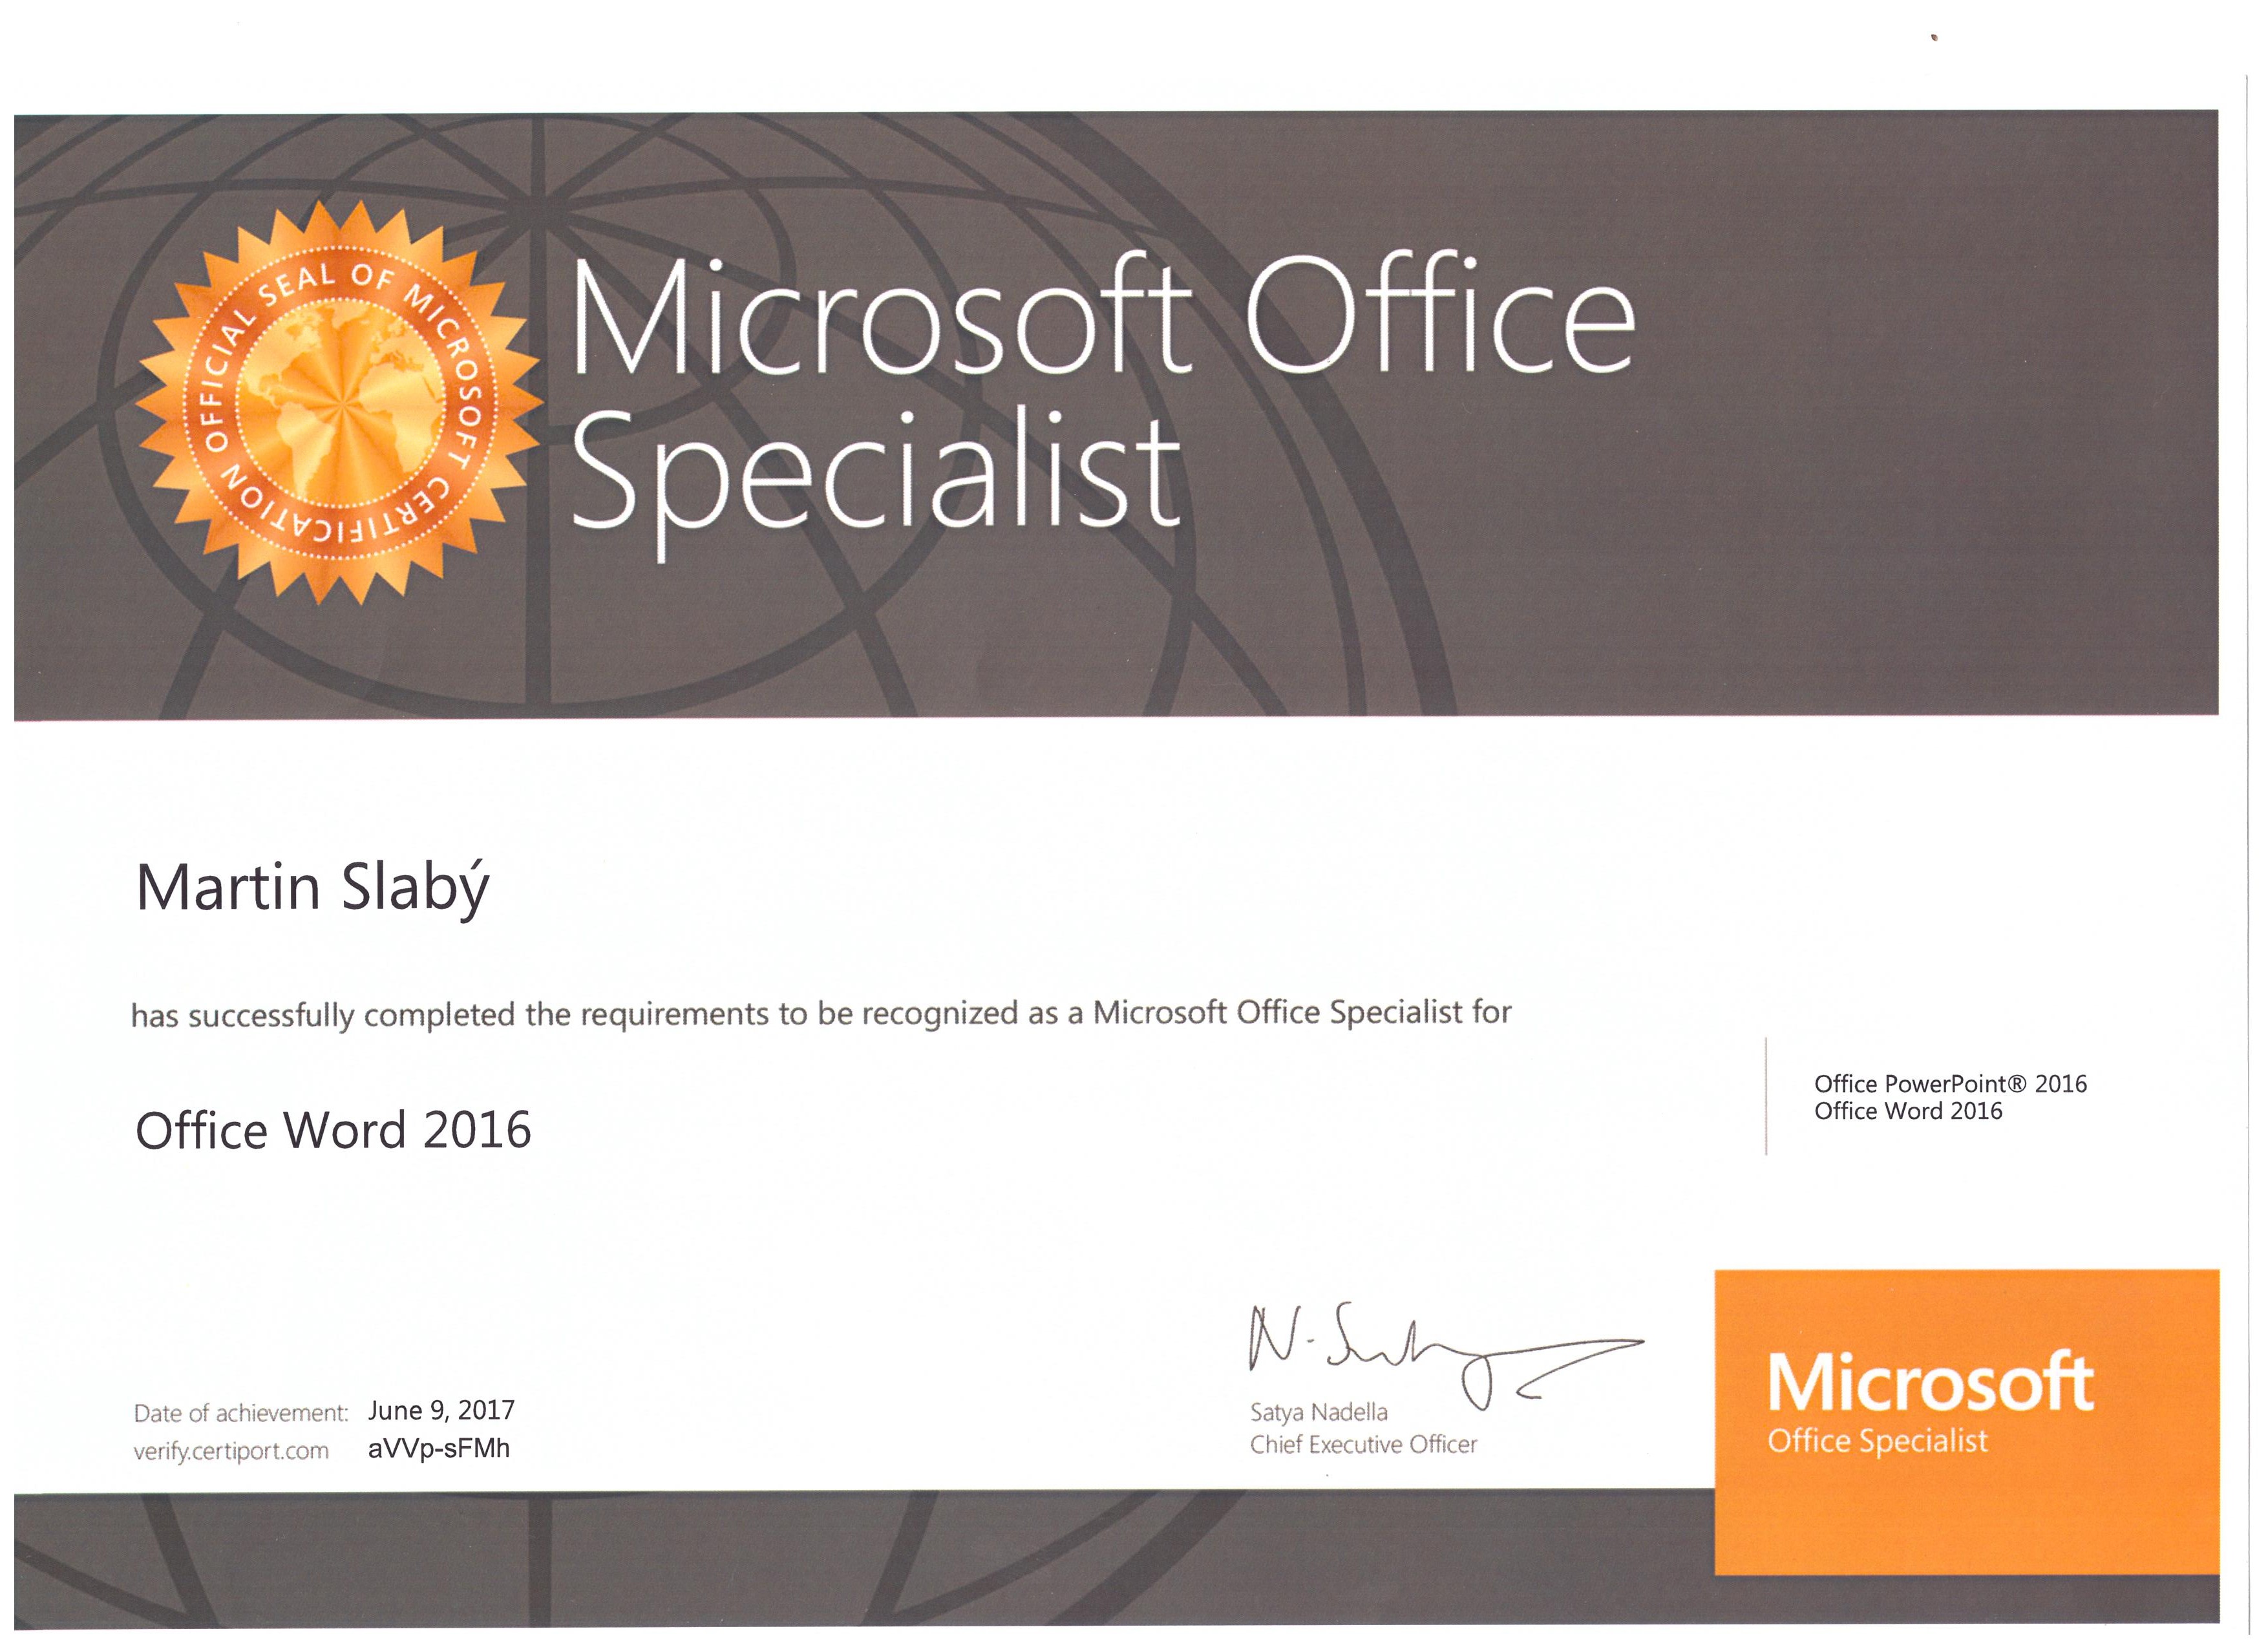 OFFICIAL SEAL OF MICROSOFT CERTIFICATION
Microsoft Office
Specialist
Martin Slabý
has successfully completed the requirements to be recognized as a Microsoft Office Specialist for
Office PowerPoint® 2016
Office Word 2016
Office Word 2016
N. Satya
Satya Nadella
Chief Executive Officer
Date of achievement: June 9, 2017
verify.certiport.com aVVp-sFMh
Microsoft
Office Specialist